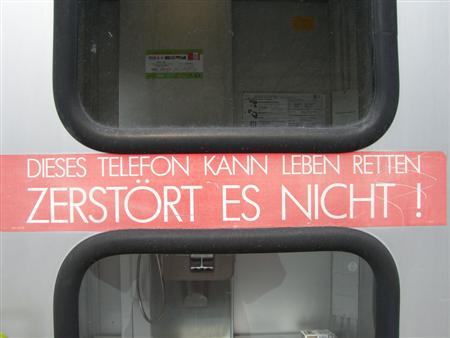 DIESES TELEFON KANN LEBEN RETTEN
ZERSTÖRT ES NICHT !